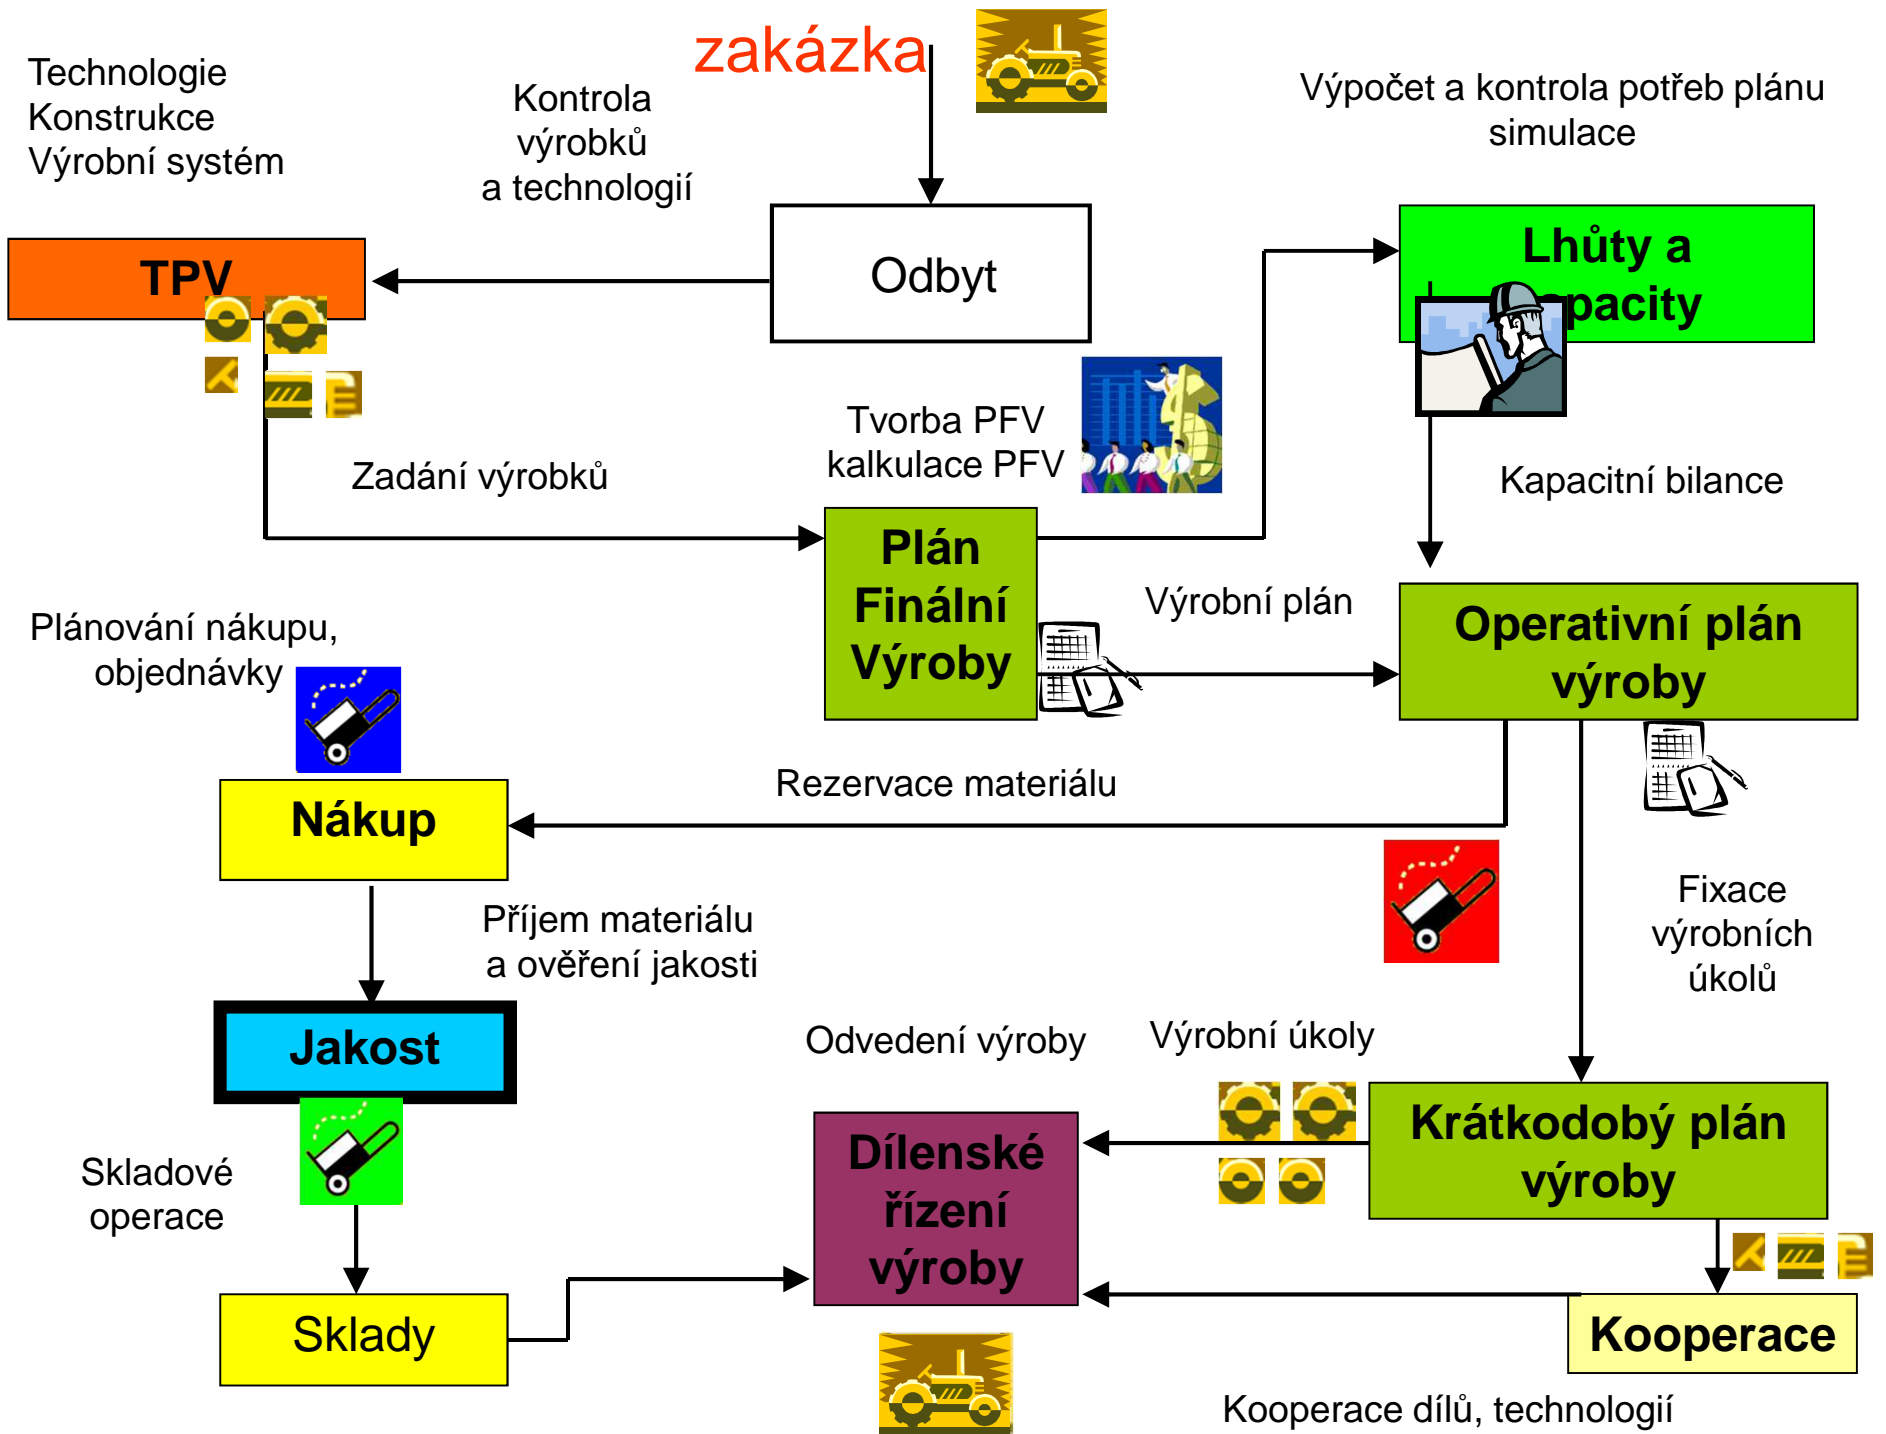 zakázka
Technologie
Konstrukce
Výrobní systém
Kontrola
výrobků
a technologií
Výpočet a kontrola potřeb plánu
simulace
TPV
Odbyt
Lhůty a
pacity
Tvorba PFV
kalkulace PFV
Zadání výrobků
Kapacitní bilance
Plán
Finální
Výroby
Výrobní plán
Operativní plán
výroby
Plánování nákupu,
objednávky
Rezervace materiálu
Nákup
Fixace
výrobních
úkolů
Příjem materiálu
a ověření jakosti
Jakost
Odvedení výroby
Výrobní úkoly
Dílenské
řízení
výroby
Krátkodobý plán
výroby
Skladové
operace
Sklady
Kooperace
Kooperace dílů, technologií